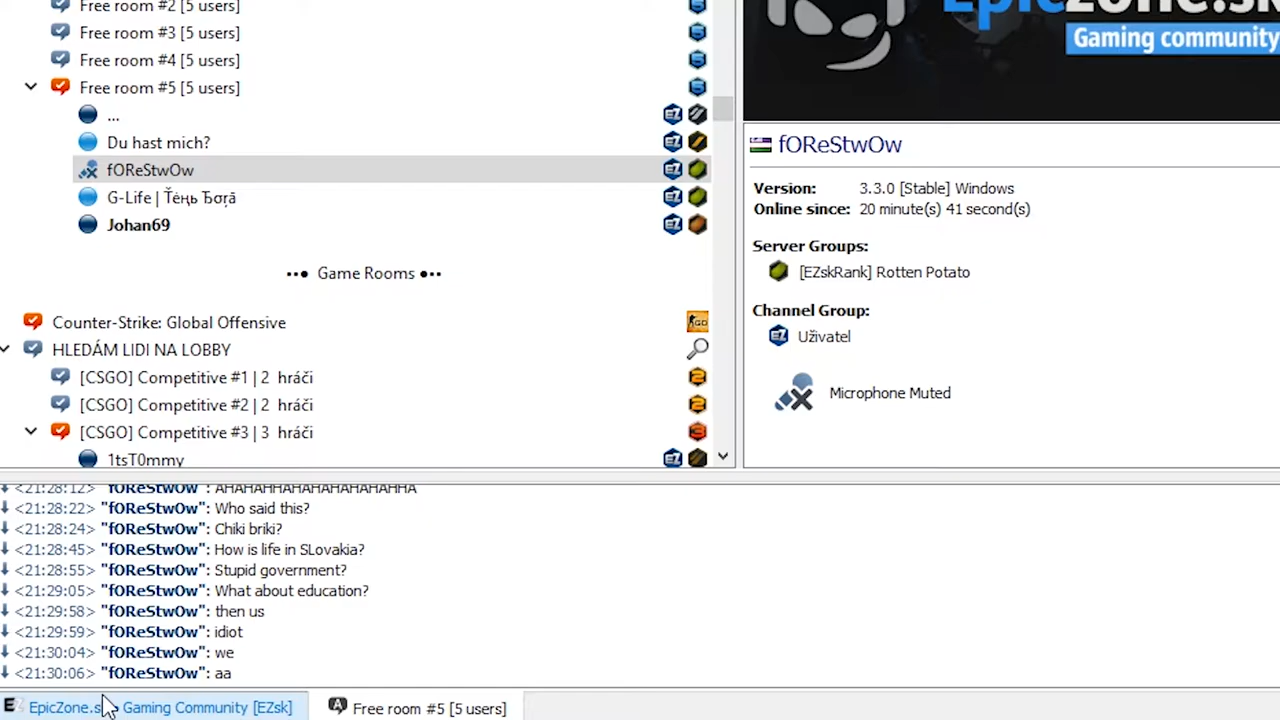 Free room #2 [5 users]
Free room #3 [5 users]
Free room #4 [5 users]
Free room #5 [5 users]
...
Du hast mich?
fOReStwOw
G-Life | Ťėңь Ђσŗā
Johan69
••● Game Rooms ●••
Counter-Strike: Global Offensive
GO
HLEDÁM LIDI NA LOBBY
[CSGO] Competitive #1 | 2 hráči
[CSGO] Competitive #2 | 2 hráči
[CSGO] Competitive #3 | 3 hráči
1tsT0mmy
Epiczone.sk
Gaming community
fOReStwOw
Version: 3.3.0 [Stable] Windows
Online since: 20 minute(s) 41 second(s)
Server Groups:
[EZskRank] Rotten Potato
Channel Group:
Uživatel
Microphone Muted
<21:28:12> "fOReStwOw": AHAHAHHAHAHAHAHAHAHHA
<21:28:22> "fOReStwOw": Who said this?
<21:28:24> "fOReStwOw": Chiki briki?
<21:28:45> "fOReStwOw": How is life in SLovakia?
<21:28:55> "fOReStwOw": Stupid government?
<21:29:05> "fOReStwOw": What about education?
<21:29:58> "fOReStwOw": then us
<21:29:59> "fOReStwOw": idiot
<21:30:04> "fOReStwOw": we
<21:30:06> "fOReStwOw": aa
EpicZone.s Gaming Community [EZsk]
Free room #5 [5 users]